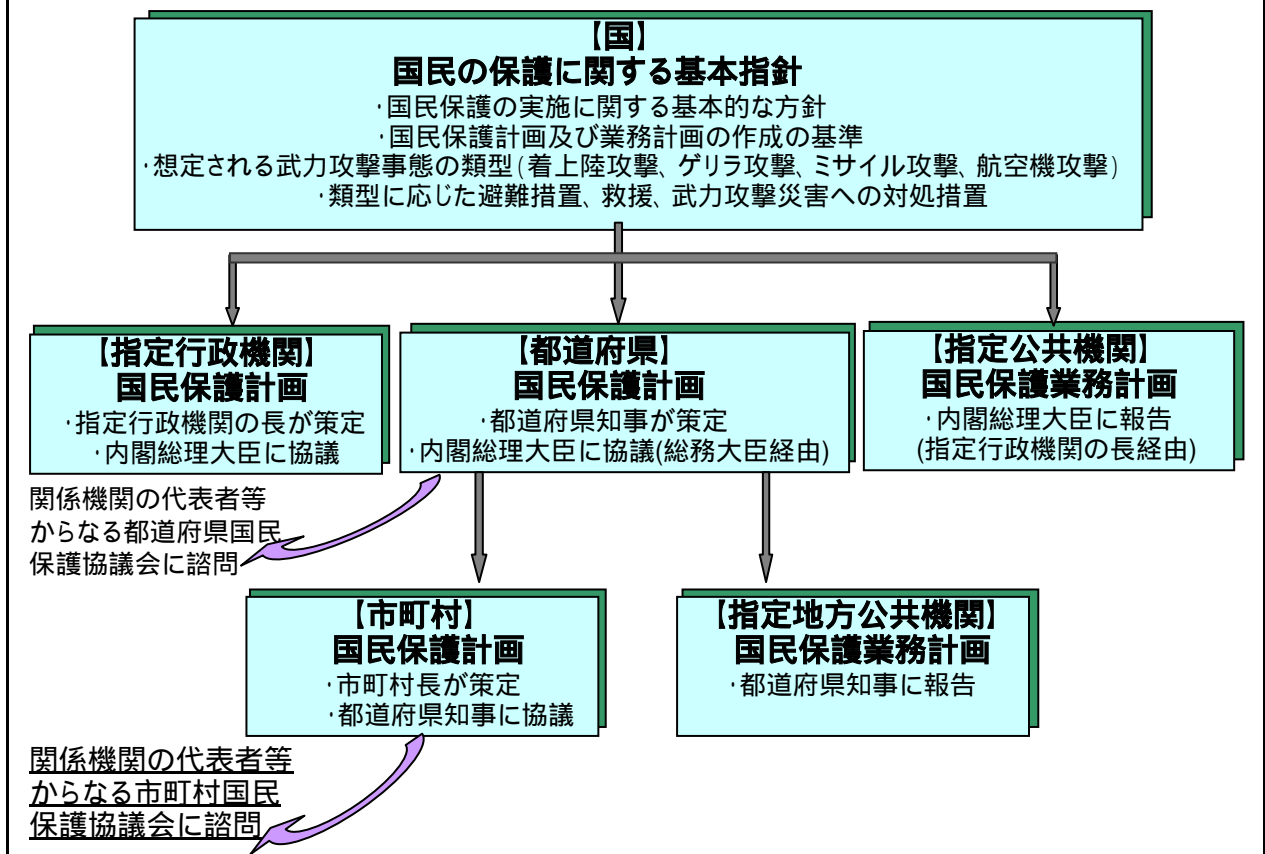 【国】
国民の保護に関する基本指針
・国民保護の実施に関する基本的な方針
・国民保護計画及び業務計画の作成の基準
・想定される武力攻撃事態の類型(着上陸攻撃、ゲリラ攻撃、ミサイル攻撃、航空機攻撃)
・類型に応じた避難措置、救援、武力攻撃災害への対処措置
【指定行政機関】
国民保護計画
・指定行政機関の長が策定
・内閣総理大臣に協議
【都道府県】
国民保護計画
・都道府県知事が策定
・内閣総理大臣に協議(総務大臣経由)
【指定公共機関】
国民保護業務計画
・内閣総理大臣に報告
(指定行政機関の長経由)
関係機関の代表者等
からなる都道府県国民
保護協議会に諮問
【市町村】
国民保護計画
・市町村長が策定
・都道府県知事に協議
【指定地方公共機関】
国民保護業務計画
・都道府県知事に報告
関係機関の代表者等
からなる市町村国民
保護協議会に諮問